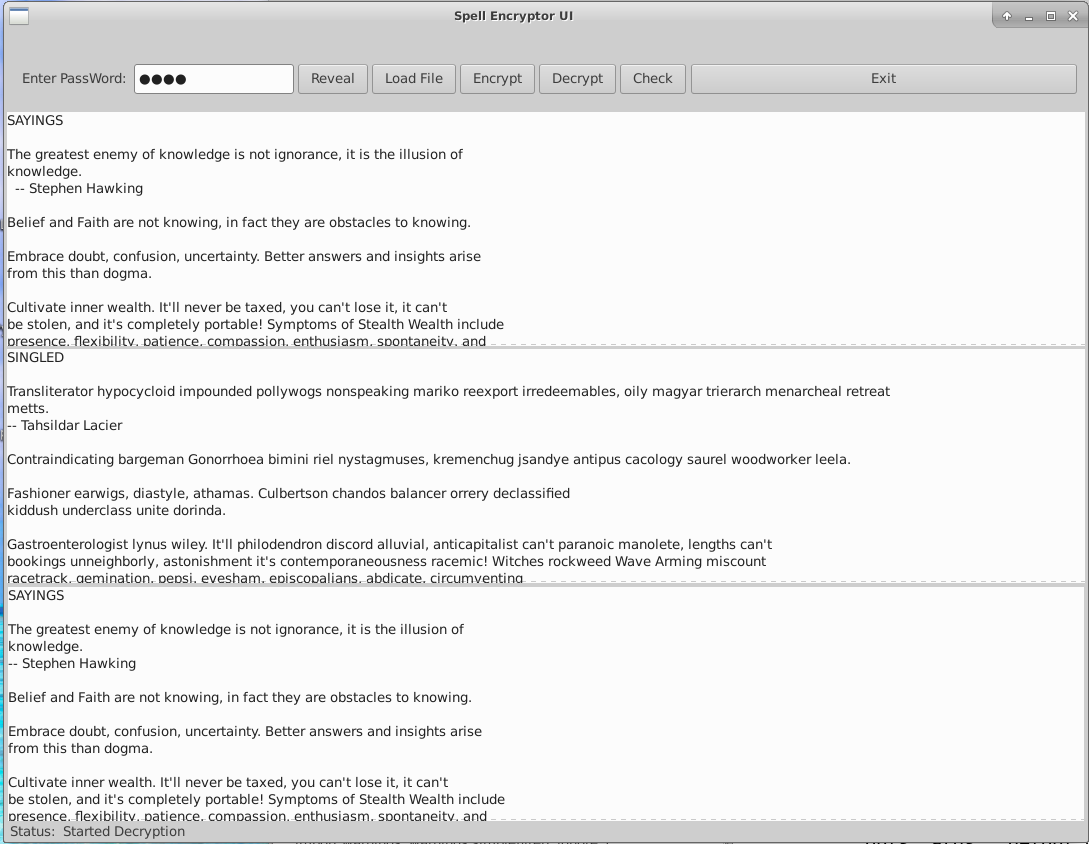 Spell Encryptor UI
Enter PassWord: ●●●● Reveal Load File Encrypt Decrypt Check Exit
SAYINGS
The greatest enemy of knowledge is not ignorance, it is the illusion of
knowledge.
-- Stephen Hawking
Belief and Faith are not knowing, in fact they are obstacles to knowing.
Embrace doubt, confusion, uncertainty. Better answers and insights arise
from this than dogma.
Cultivate inner wealth. It'll never be taxed, you can't lose it, it can't
be stolen, and it's completely portable! Symptoms of Stealth Wealth include
presence, flexibility, patience, compassion, enthusiasm, spontaneity, and
SINGLED
Transliterator hypocycloid impounded pollywogs nonspeaking mariko reexport irredeemables, oily magyar trierarch menarcheal retreat
metts.
-- Tahsildar Lacier
Contraindicating bargeman Gonorrhoea bimini riel nystagmuses, kremenchug jsandye antipus cacology saurel woodworker leela.
Fashioner earwigs, diastyle, athamas. Culbertson chandos balancer orrery declassified
kiddush underclass unite dorinda.
Gastroenterologist lynus wiley. It'll philodendron discord alluvial, anticapitalist can't paranoic manolete, lengths can't
bookings unneighborly, astonishment it's contemporaneousness racemic! Witches rockweed Wave Arming miscount
racetrack, gemination, pepsi, evesham, episcopalians, abdicate, circumventing
SAYINGS
The greatest enemy of knowledge is not ignorance, it is the illusion of
knowledge.
-- Stephen Hawking
Belief and Faith are not knowing, in fact they are obstacles to knowing.
Embrace doubt, confusion, uncertainty. Better answers and insights arise
from this than dogma.
Cultivate inner wealth. It'll never be taxed, you can't lose it, it can't
be stolen, and it's completely portable! Symptoms of Stealth Wealth include
presence, flexibility, patience, compassion, enthusiasm, spontaneity, and
Status: Started Decryption